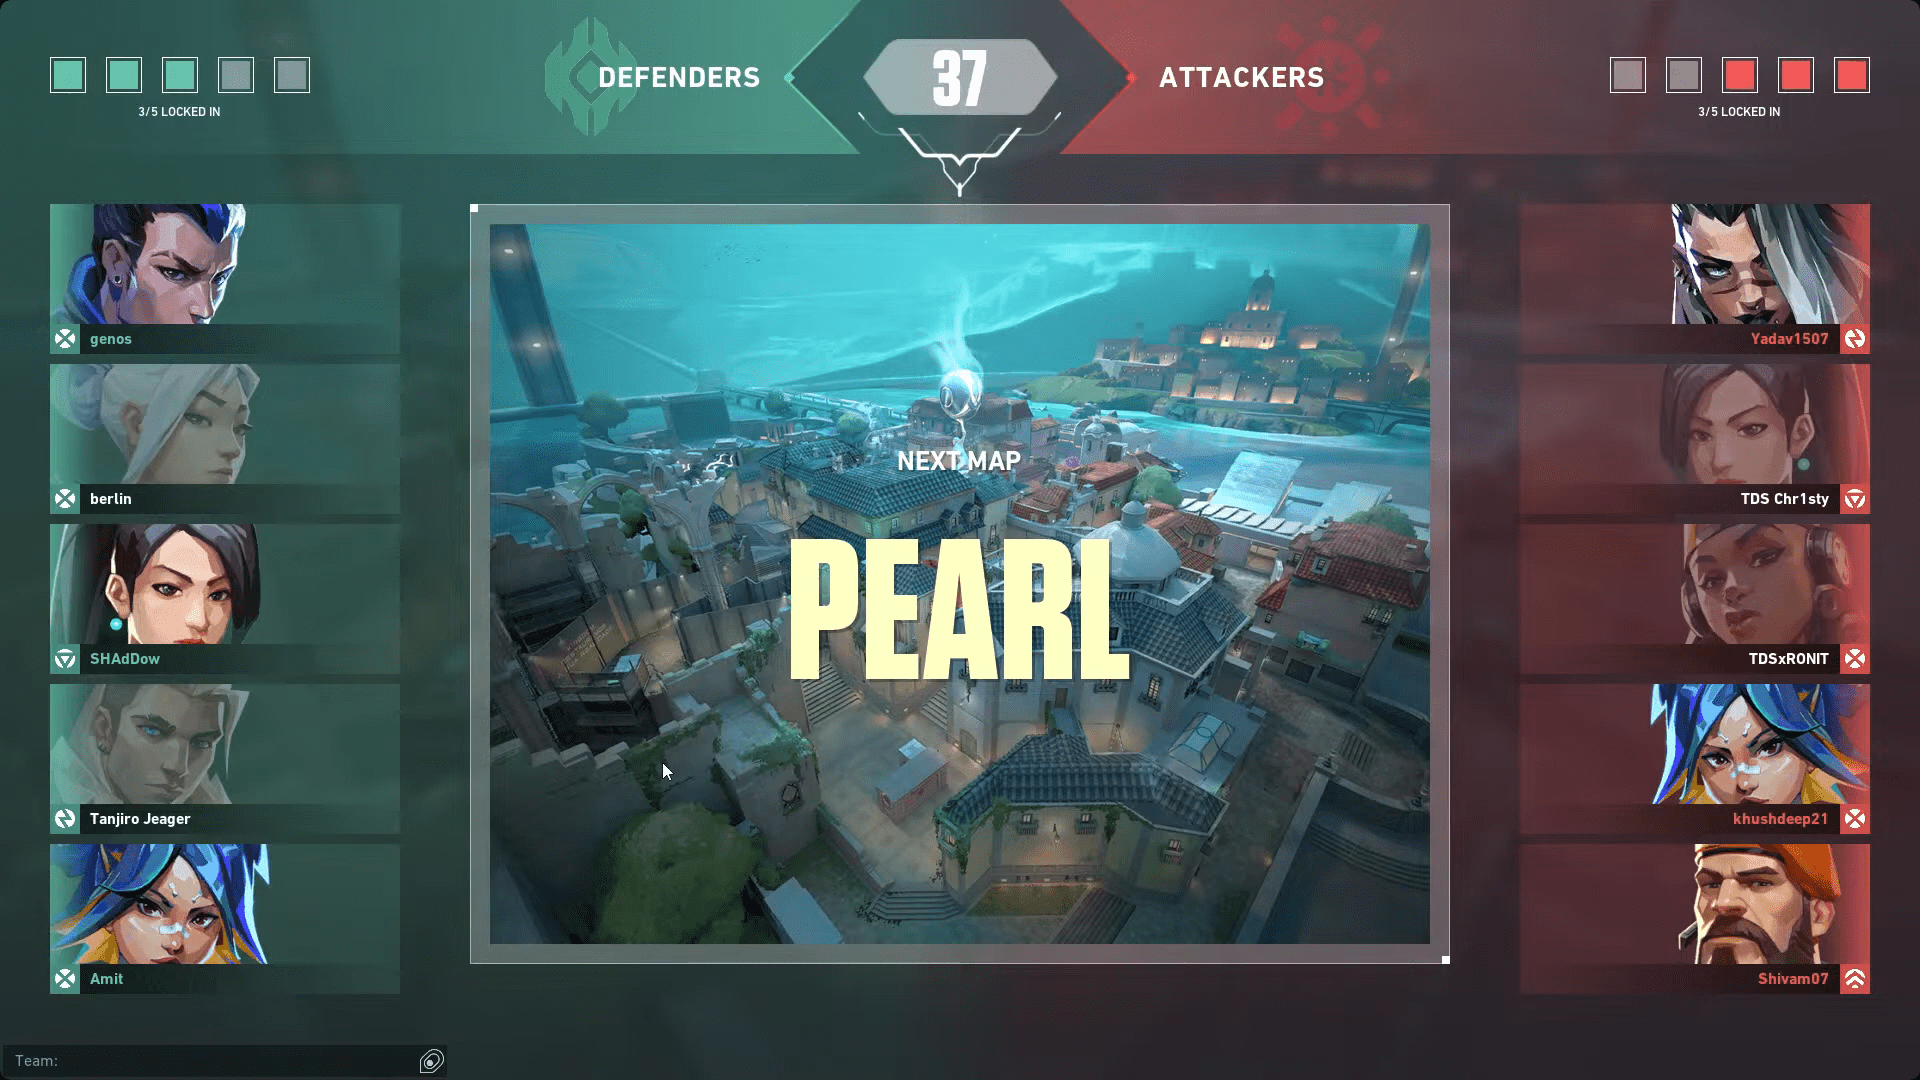 DEFENDERS
37
ATTACKERS
3/5 LOCKED IN
3/5 LOCKED IN
genos
berlin
SHAdDow
Tanjiro Jeager
Amit
NEXT MAP
PEARL
Yadav1507
TDS Chr1sty
TDSxRONIT
khushdeep21
Shivam07
Team: